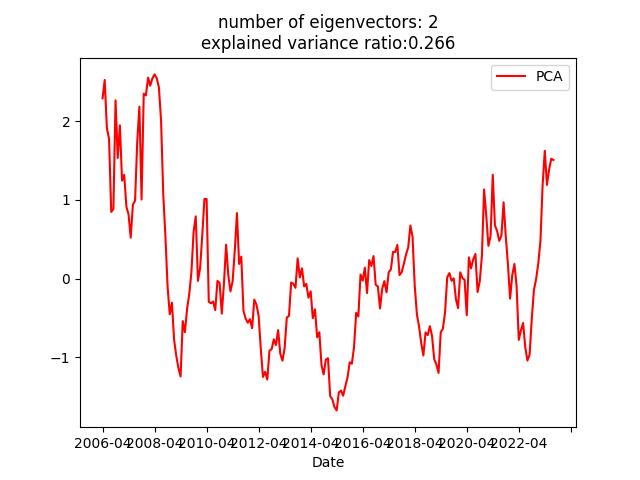 number of eigenvectors: 2
explained variance ratio:0.266
PCA
2
1
0
−1
2006-04 2008-04 2010-04 2012-04 2014-04 2016-04 2018-04 2020-04 2022-04
Date